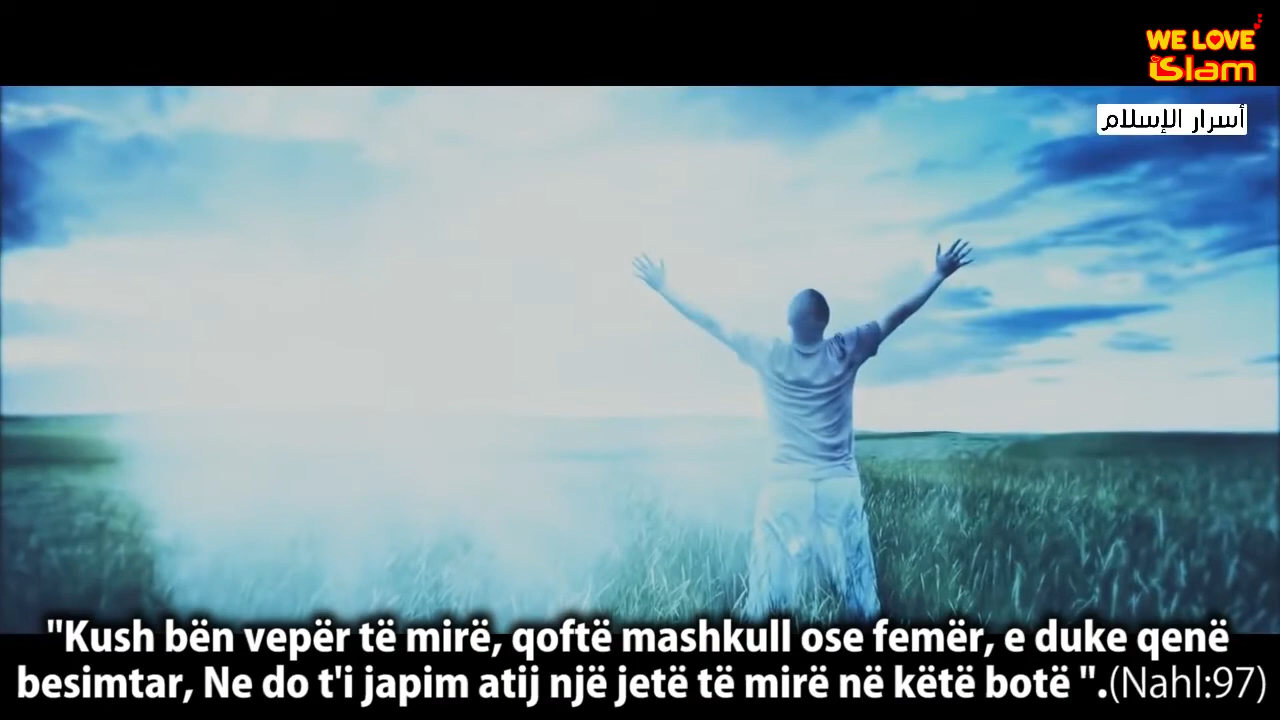 WE LOVE
iSlam
أسرار الإسلام
"Kush bën vepër të mirë, qoftë mashkull ose femër, e duke qenë
besimtar, Ne do t'i japim atij një jetë të mirë në këtë botë ".(Nahl:97)